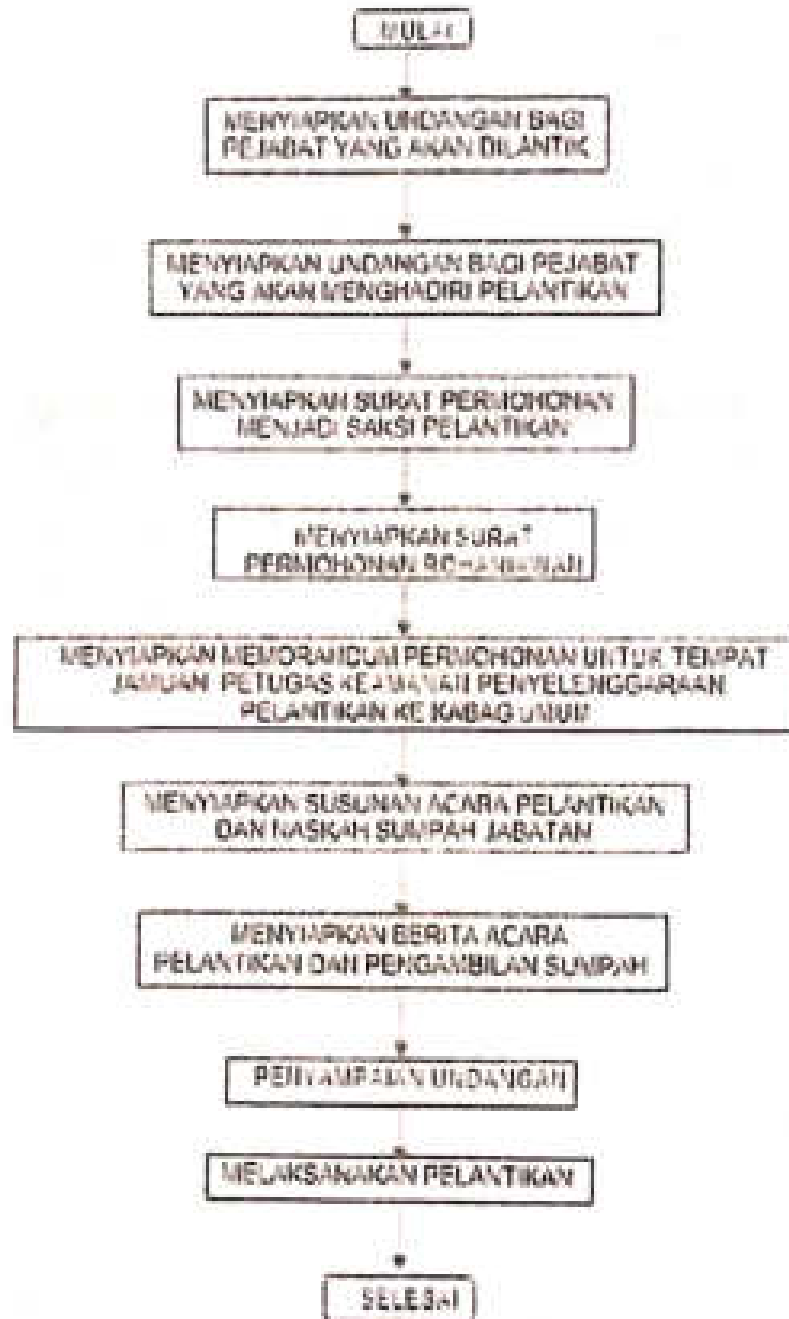 MULAI
MENYIAPKAN UNDANGAN BAGI
PEJABAT YANG AKAN DILANTIK
MENYIAPKAN UNDANGAN BAGI PEJABAT
YANG AKAN MENGHADIRI PELANTIKAN
MENYIAPKAN SURAT PERMOHONAN
MENJADI SAKSI PELANTIKAN
MENYIAPKAN SURAT
PERMOHONAN ROHANIWAN
MENYIAPKAN MEMORANDUM PERMOHONAN UNTUK TEMPAT
JAMUAN PETUGAS KEAMANAN PENYELENGGARAAN
PELANTIKAN KE KABAG UMUM
MENYIAPKAN SUSUNAN ACARA PELANTIKAN
DAN NASKAH SUMPAH JABATAN
MENYIAPKAN BERITA ACARA
PELANTIKAN DAN PENGAMBILAN SUMPAH
PENYAMPAIAN UNDANGAN
MELAKSANAKAN PELANTIKAN
SELESAI